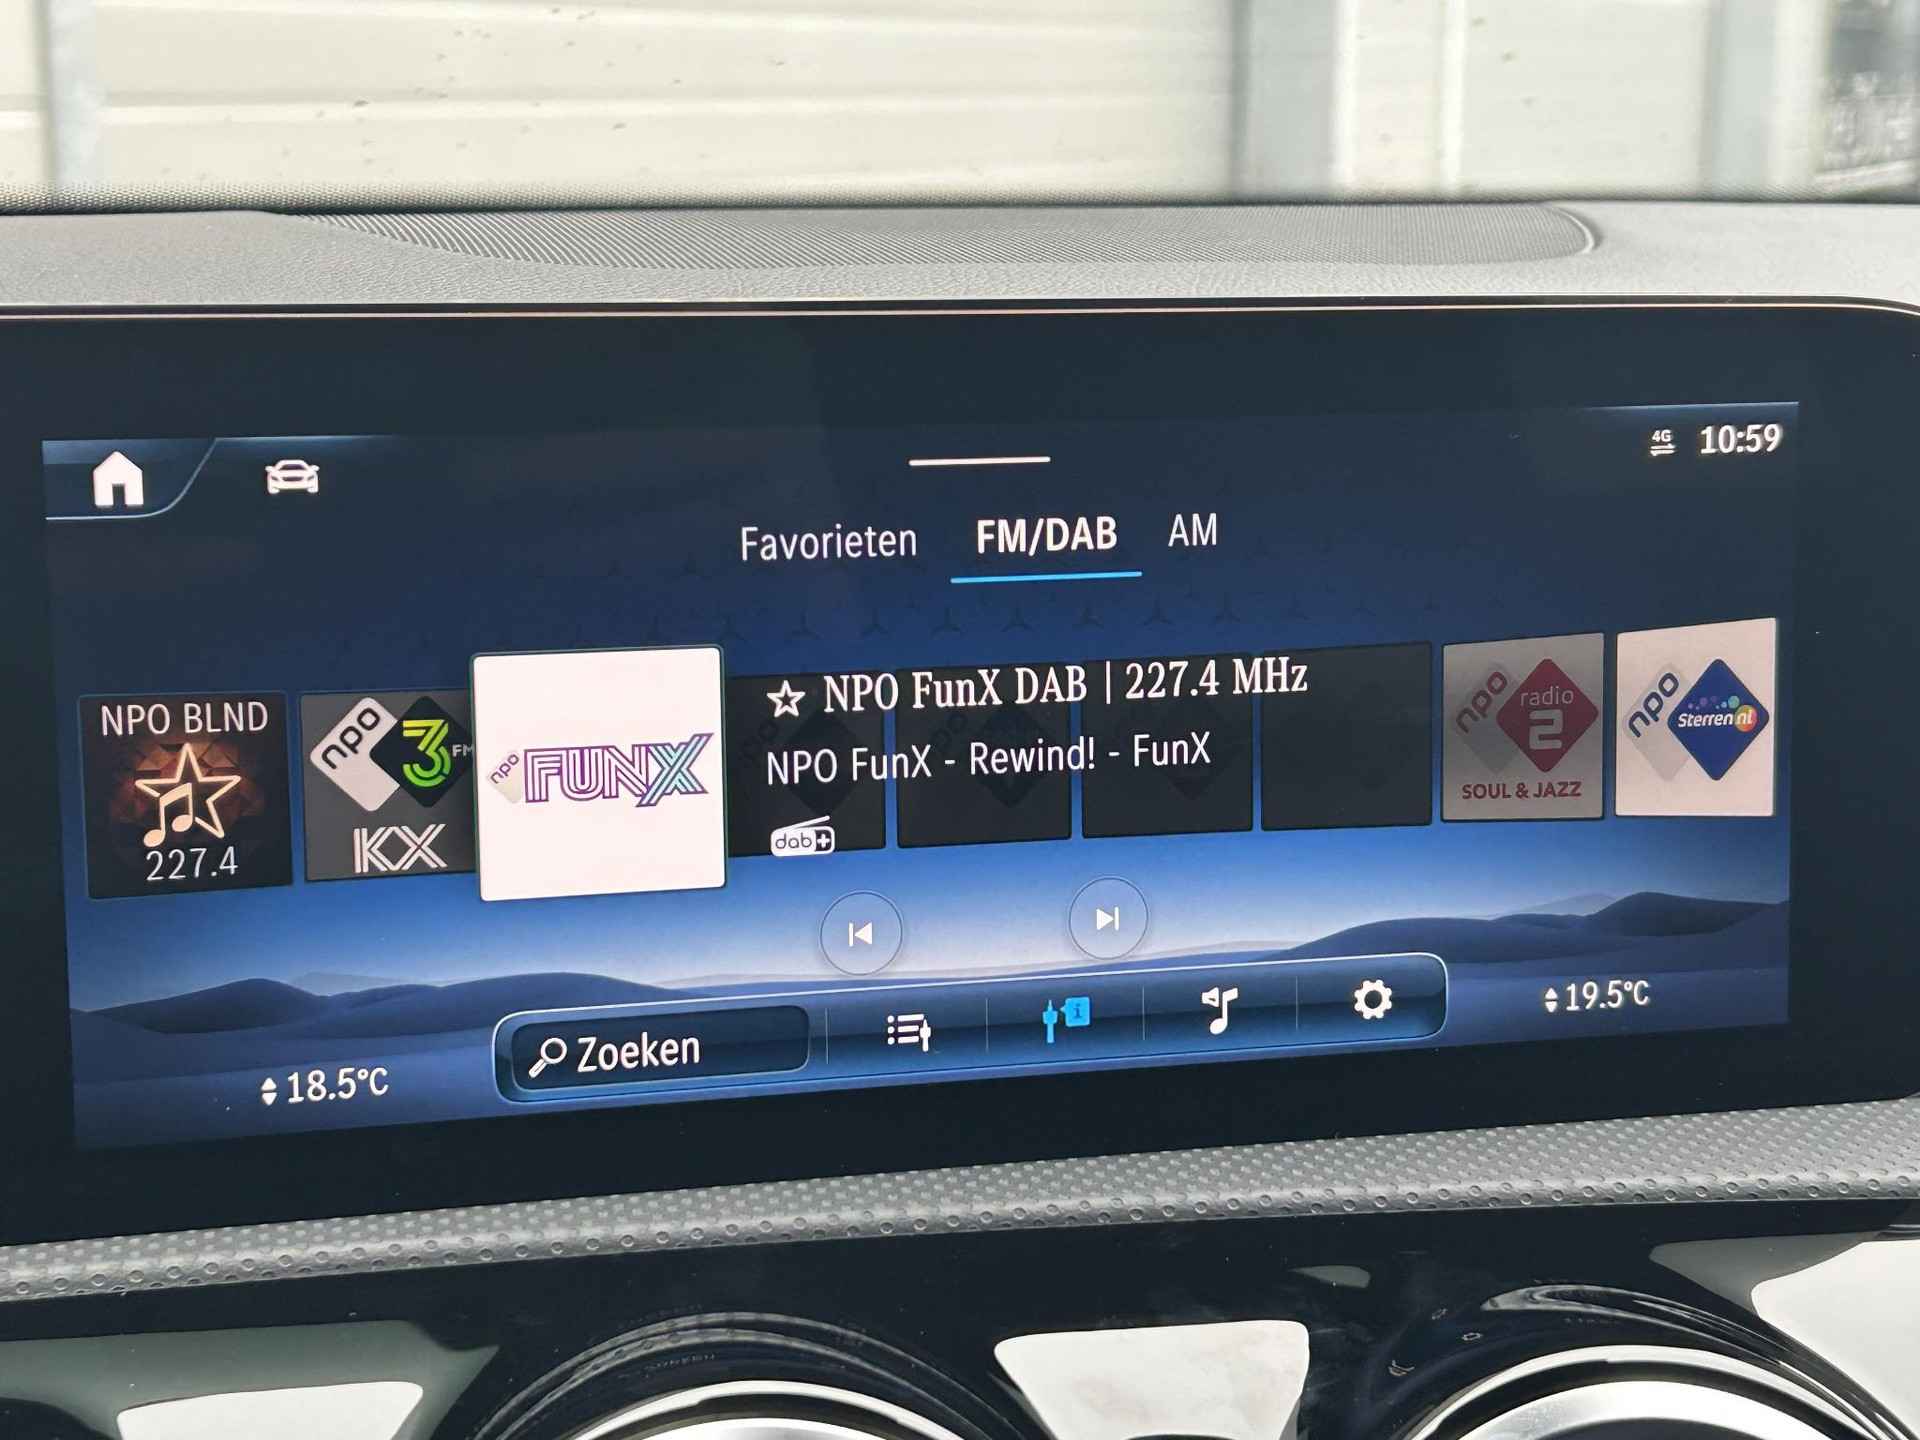 4G 10:59
Favorieten FM/DAB AM
NPO BLND
227.4
npo 3 FM
KX
npo FUNX
NPO FunX DAB | 227.4 MHz
NPO FunX - Rewind! - FunX
dab+
npo radio 2
SOUL & JAZZ
npo Sterren nl
Zoeken
18.5°C
19.5°C